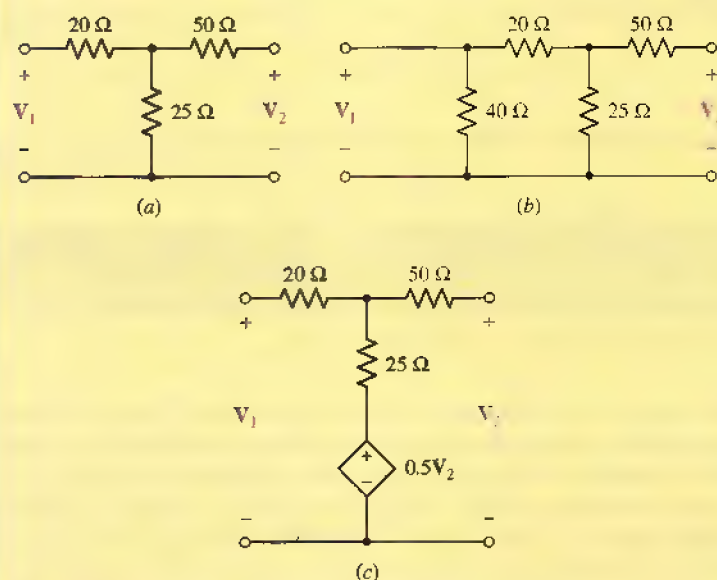 20 Ω 50 Ω 20 Ω 50 Ω
+ + + +
V₁ 25 Ω V₂ V₁ 40 Ω 25 Ω
− − − −
(a) (b)
20 Ω 50 Ω
+ +
25 Ω
V₁
+
− 0.5V₂
− −
(c)